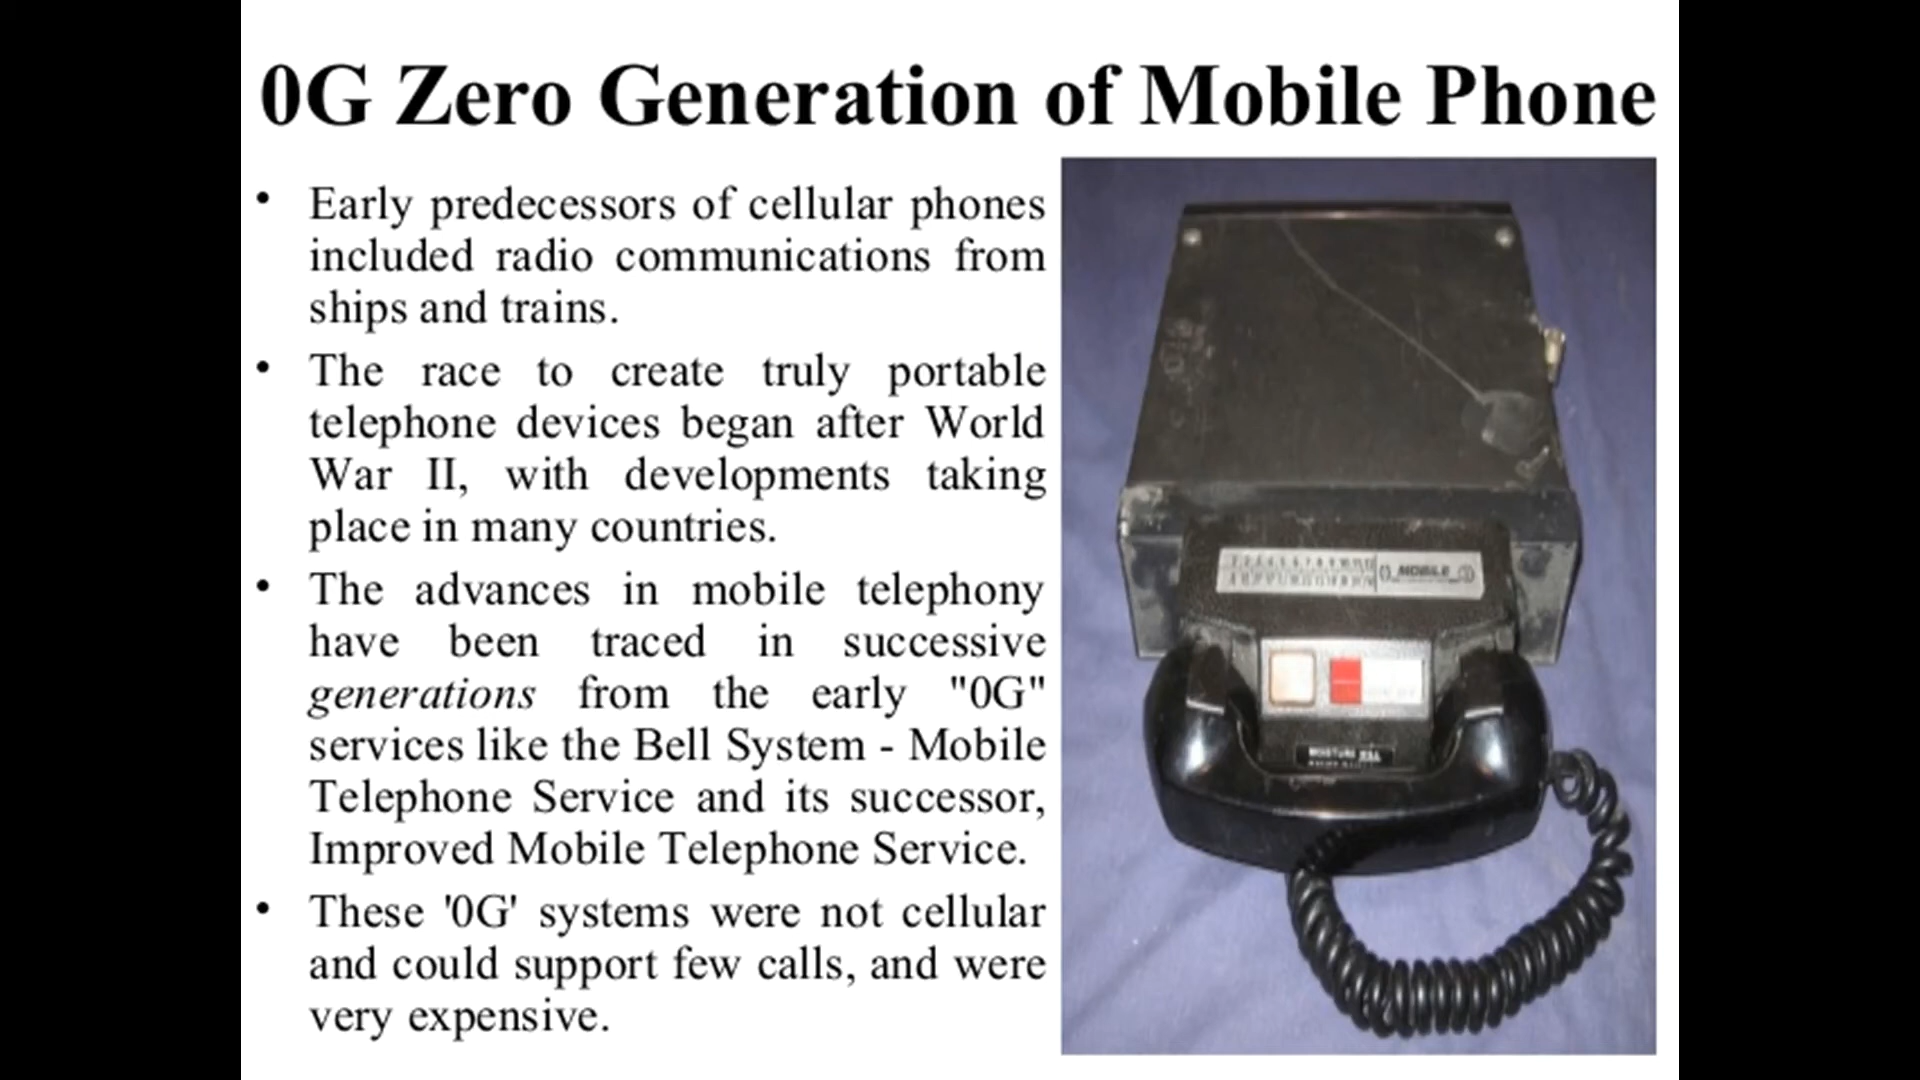 0G Zero Generation of Mobile Phone
• Early predecessors of cellular phones
included radio communications from
ships and trains.
• The race to create truly portable
telephone devices began after World
War II, with developments taking
place in many countries.
• The advances in mobile telephony
have been traced in successive
generations from the early "0G"
services like the Bell System - Mobile
Telephone Service and its successor,
Improved Mobile Telephone Service.
• These '0G' systems were not cellular
and could support few calls, and were
very expensive.
MOBILE